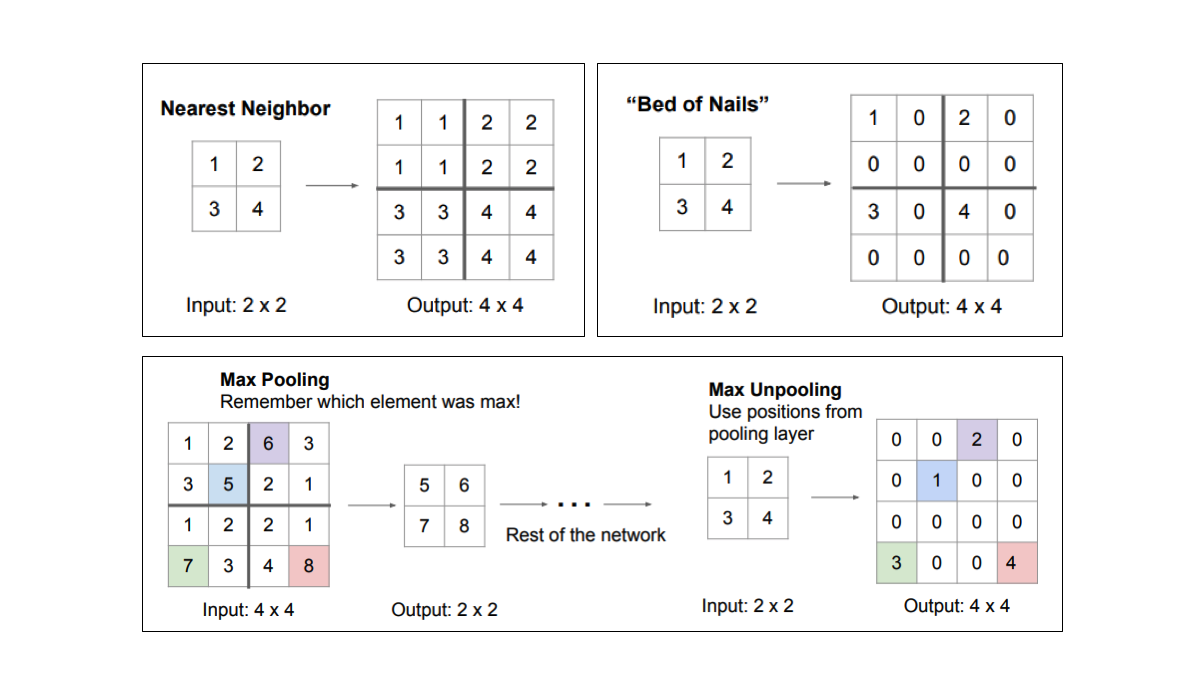 Nearest Neighbor
1 2
3 4
Input: 2 x 2
1 1 2 2
1 1 2 2
3 3 4 4
3 3 4 4
Output: 4 x 4
“Bed of Nails”
1 2
3 4
Input: 2 x 2
1 0 2 0
0 0 0 0
3 0 4 0
0 0 0 0
Output: 4 x 4
Max Pooling
Remember which element was max!
1 2 6 3
3 5 2 1
1 2 2 1
7 3 4 8
Input: 4 x 4
5 6
7 8
Output: 2 x 2
...
Rest of the network
Max Unpooling
Use positions from
pooling layer
1 2
3 4
Input: 2 x 2
0 0 2 0
0 1 0 0
0 0 0 0
3 0 0 4
Output: 4 x 4